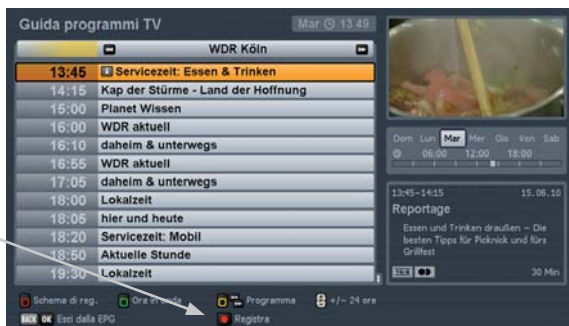 Guida programmi TV
Mar 13 49
WDR Köln
13:45 Servicezeit: Essen & Trinken
14:15 Kap der Stürme - Land der Hoffnung
15:00 Planet Wissen
16:00 WDR aktuell
16:10 daheim & unterwegs
16:55 WDR aktuell
17:05 daheim & unterwegs
18:00 Lokalzeit
18:05 hier und heute
18:20 Servicezeit: Mobil
18:50 Aktuelle Stunde
19:30 Lokalzeit
Dom Lun Mar Mer Gio Ven Sab
06:00 12:00 18:00
13:45–14:15 15.06.10
Reportage
Essen und Trinken draußen – Die
besten Tipps für Picknick und fürs
Grillfest
30 Min
Schema di reg. Ora in onda Programma +/– 24 ore
BACK OK Esci dalla EPG Registra